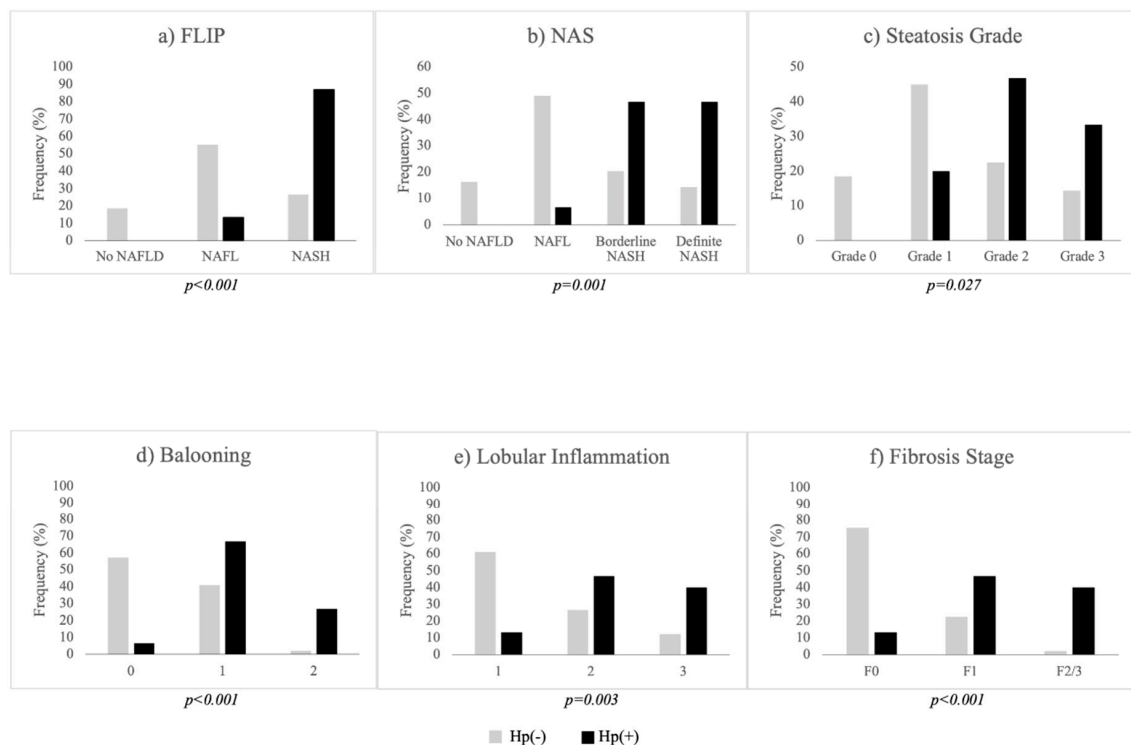 a) FLIP
Frequency (%)
100
90
80
70
60
50
40
30
20
10
0
No NAFLD
NAFL
NASH
p<0.001
b) NAS
Frequency (%)
60
50
40
30
20
10
0
No NAFLD
NAFL
Borderline
NASH
Definite
NASH
p=0.001
c) Steatosis Grade
Frequency (%)
50
40
30
20
10
0
Grade 0
Grade 1
Grade 2
Grade 3
p=0.027
d) Balooning
Frequency (%)
100
90
80
70
60
50
40
30
20
10
0
0
1
2
p<0.001
e) Lobular Inflammation
Frequency (%)
100
90
80
70
60
50
40
30
20
10
0
1
2
3
p=0.003
f) Fibrosis Stage
Frequency (%)
100
90
80
70
60
50
40
30
20
10
0
F0
F1
F2/3
p<0.001
Hp(-)
Hp(+)